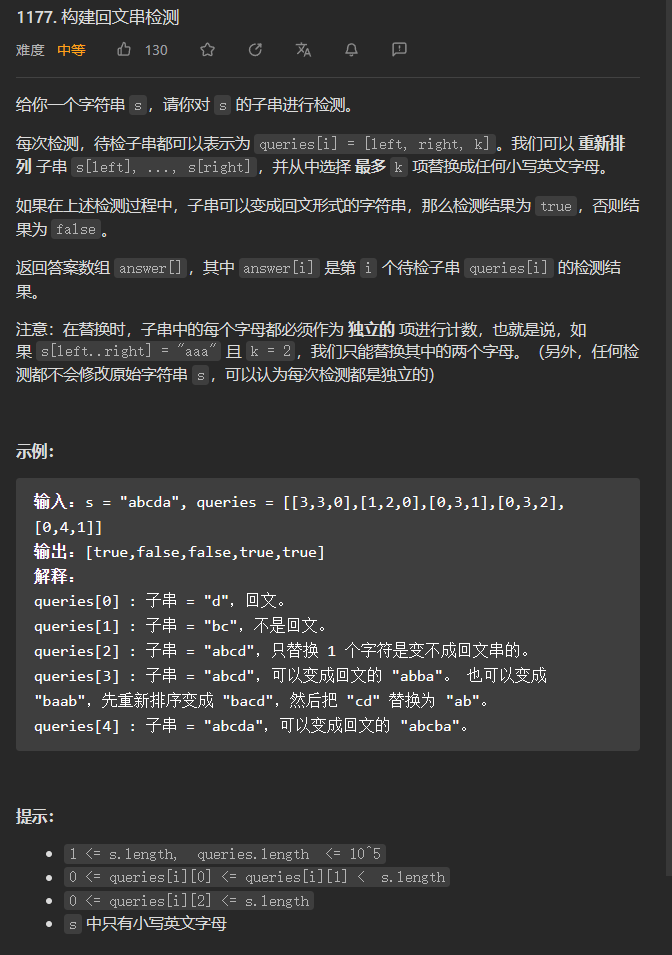 1177. 构建回文串检测
难度 中等 130
给你一个字符串 s，请你对 s 的子串进行检测。
每次检测，待检子串都可以表示为 queries[i] = [left, right, k]。我们可以 重新排
列 子串 s[left], ..., s[right]，并从中选择 最多 k 项替换成任何小写英文字母。
如果在上述检测过程中，子串可以变成回文形式的字符串，那么检测结果为 true，否则结
果为 false。
返回答案数组 answer[]，其中 answer[i] 是第 i 个待检子串 queries[i] 的检测结
果。
注意：在替换时，子串中的每个字母都必须作为 独立的 项进行计数，也就是说，如
果 s[left..right] = "aaa" 且 k = 2，我们只能替换其中的两个字母。（另外，任何检
测都不会修改原始字符串 s，可以认为每次检测都是独立的）
示例：
输入：s = "abcda", queries = [[3,3,0],[1,2,0],[0,3,1],[0,3,2],
[0,4,1]]
输出：[true,false,false,true,true]
解释：
queries[0] : 子串 = "d"，回文。
queries[1] : 子串 = "bc"，不是回文。
queries[2] : 子串 = "abcd"，只替换 1 个字符是变不成回文串的。
queries[3] : 子串 = "abcd"，可以变成回文的 "abba"。 也可以变成
"baab"，先重新排序变成 "bacd"，然后把 "cd" 替换为 "ab"。
queries[4] : 子串 = "abcda"，可以变成回文的 "abcba"。
提示：
1 <= s.length, queries.length <= 10^5
0 <= queries[i][0] <= queries[i][1] < s.length
0 <= queries[i][2] <= s.length
s 中只有小写英文字母